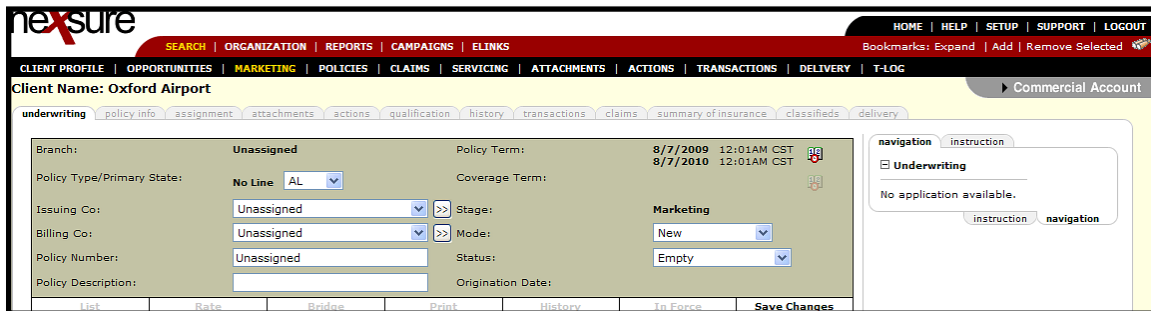 nexsure
HOME | HELP | SETUP | SUPPORT | LOGOUT
SEARCH | ORGANIZATION | REPORTS | CAMPAIGNS | ELINKS
Bookmarks: Expand | Add | Remove Selected
CLIENT PROFILE | OPPORTUNITIES | MARKETING | POLICIES | CLAIMS | SERVICING | ATTACHMENTS | ACTIONS | TRANSACTIONS | DELIVERY | T-LOG
Client Name: Oxford Airport
Commercial Account
underwriting policy info assignment attachments actions qualification history transactions claims summary of insurance classifieds delivery
Branch: Unassigned Policy Term: 8/7/2009 12:01AM CST
8/7/2010 12:01AM CST
Policy Type/Primary State: No Line AL Coverage Term:
Issuing Co: Unassigned >> Stage: Marketing
Billing Co: Unassigned >> Mode: New
Policy Number: Unassigned Status: Empty
Policy Description: Origination Date:
List Rate Bridge Print History In Force Save Changes
navigation instruction
Underwriting
No application available.
instruction navigation